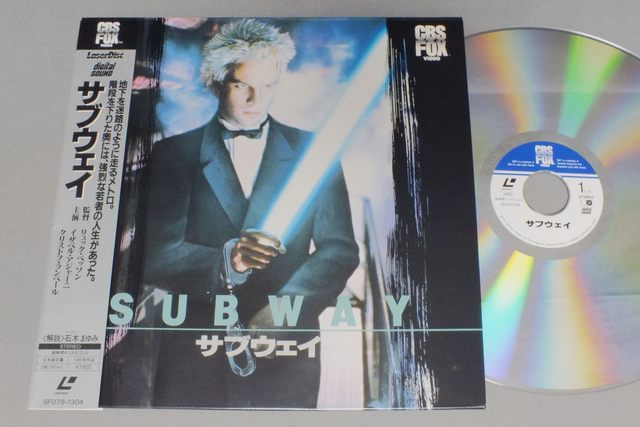 CBS
FOX
VIDEO
LaserDisc
digital
SOUND
サブウェイ
地下を迷路のように走るメトロ。
階段を下りた奥には、強烈な若者の人生があった。
監督 リュック・ベッソン
主演 イザベル・アジャーニ
クリストフ・ランベール
〈解説〉石木まゆみ
STEREO
¥7,800
SF078-1304
CBS
FOX
VIDEO
SUBWAY
サブウェイ
CBS
FOX
1
サブウェイ